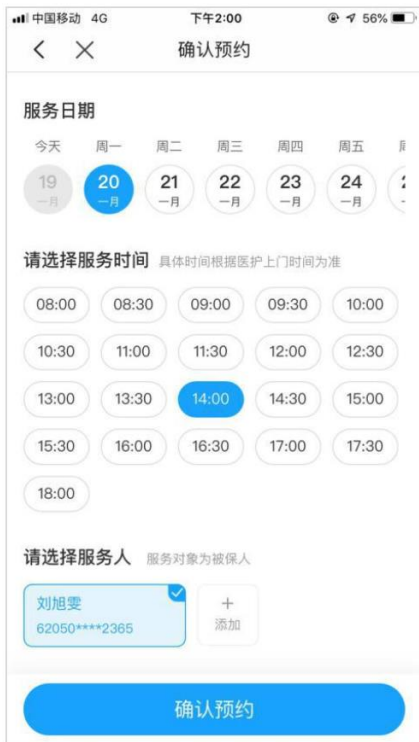 中国移动 4G 下午2:00 56%
确认预约
服务日期
今天 周一 周二 周三 周四 周五
19 20 21 22 23 24
一月 一月 一月 一月 一月 一月
请选择服务时间 具体时间根据医护上门时间为准
08:00 08:30 09:00 09:30 10:00
10:30 11:00 11:30 12:00 12:30
13:00 13:30 14:00 14:30 15:00
15:30 16:00 16:30 17:00 17:30
18:00
请选择服务人 服务对象为被保人
刘旭雯 +
62050****2365 添加
确认预约